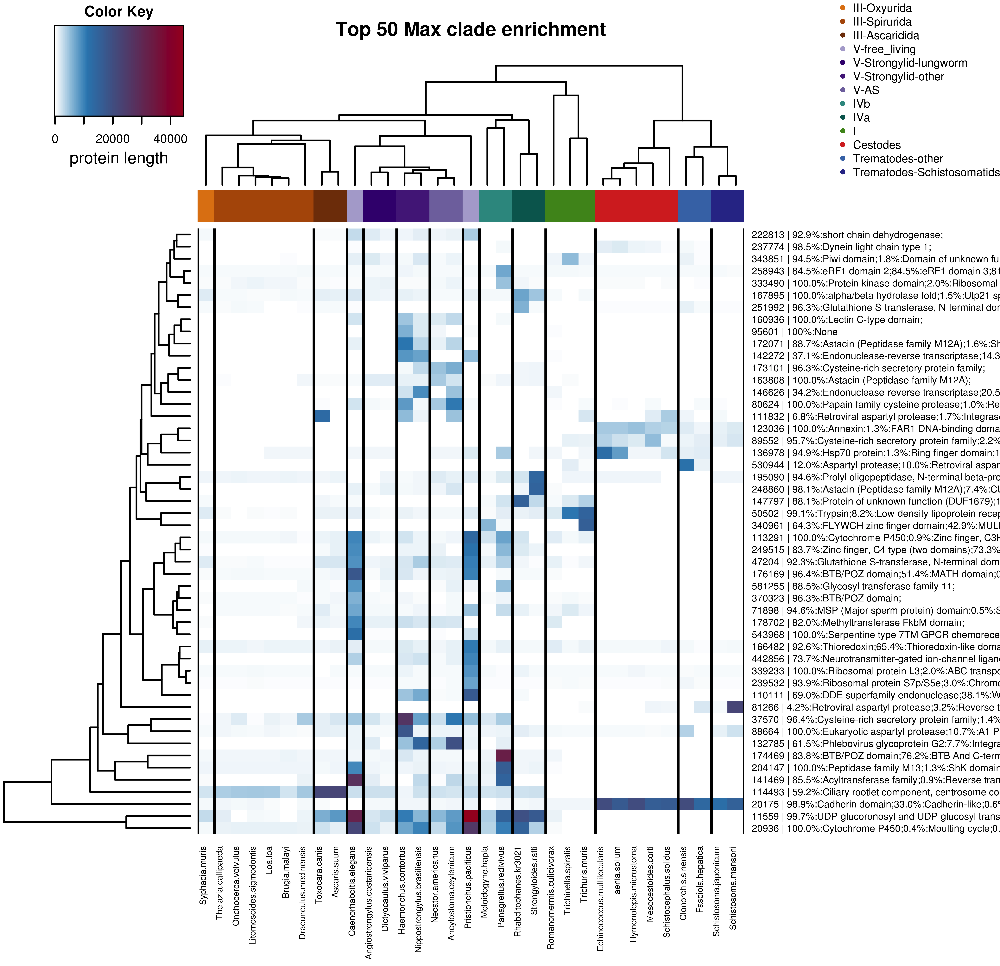 Color Key
0 20000 40000
protein length
Top 50 Max clade enrichment
III-Oxyurida
III-Spirurida
III-Ascaridida
V-free_living
V-Strongylid-lungworm
V-Strongylid-other
V-AS
IVb
IVa
I
Cestodes
Trematodes-other
Trematodes-Schistosomatids
222813 | 92.9%:short chain dehydrogenase;
237774 | 98.5%:Dynein light chain type 1;
343851 | 94.5%:Piwi domain;1.8%:Domain of unknown fu
258943 | 84.5%:eRF1 domain 2;84.5%:eRF1 domain 3;81
333490 | 100.0%:Protein kinase domain;2.0%:Ribosomal
167895 | 100.0%:alpha/beta hydrolase fold;1.5%:Utp21 s
251992 | 96.3%:Glutathione S-transferase, N-terminal dor
160936 | 100.0%:Lectin C-type domain;
95601 | 100%:None
172071 | 88.7%:Astacin (Peptidase family M12A);1.6%:Sh
142272 | 37.1%:Endonuclease-reverse transcriptase;14.3
173101 | 96.3%:Cysteine-rich secretory protein family;
163808 | 100.0%:Astacin (Peptidase family M12A);
146626 | 34.2%:Endonuclease-reverse transcriptase;20.5
80624 | 100.0%:Papain family cysteine protease;1.0%:Re
111832 | 6.8%:Retroviral aspartyl protease;1.7%:Integras
123036 | 100.0%:Annexin;1.3%:FAR1 DNA-binding doma
89552 | 95.7%:Cysteine-rich secretory protein family;2.2%
136978 | 94.9%:Hsp70 protein;1.3%:Ring finger domain;1
530944 | 12.0%:Aspartyl protease;10.0%:Retroviral aspar
195090 | 94.6%:Prolyl oligopeptidase, N-terminal beta-pro
248860 | 98.1%:Astacin (Peptidase family M12A);7.4%:CU
147797 | 88.1%:Protein of unknown function (DUF1679);1
50502 | 99.1%:Trypsin;8.2%:Low-density lipoprotein recep
340961 | 64.3%:FLYWCH zinc finger domain;42.9%:MUL
113291 | 100.0%:Cytochrome P450;0.9%:Zinc finger, C3H
249515 | 83.7%:Zinc finger, C4 type (two domains);73.3%
47204 | 92.3%:Glutathione S-transferase, N-terminal dom
176169 | 96.4%:BTB/POZ domain;51.4%:MATH domain;0
581255 | 88.5%:Glycosyl transferase family 11;
370323 | 96.3%:BTB/POZ domain;
71898 | 94.6%:MSP (Major sperm protein) domain;0.5%:S
178702 | 82.0%:Methyltransferase FkbM domain;
543968 | 100.0%:Serpentine type 7TM GPCR chemorece
166482 | 92.6%:Thioredoxin;65.4%:Thioredoxin-like doma
442856 | 73.7%:Neurotransmitter-gated ion-channel ligan
339233 | 100.0%:Ribosomal protein L3;2.0%:ABC transpo
239532 | 93.9%:Ribosomal protein S7p/S5e;3.0%:Chromo
110111 | 69.0%:DDE superfamily endonuclease;38.1%:W
81266 | 4.2%:Retroviral aspartyl protease;3.2%:Reverse t
37570 | 96.4%:Cysteine-rich secretory protein family;1.4%
88664 | 100.0%:Eukaryotic aspartyl protease;10.7%:A1 P
132785 | 61.5%:Phlebovirus glycoprotein G2;7.7%:Integra
174469 | 83.8%:BTB/POZ domain;76.2%:BTB And C-term
204147 | 100.0%:Peptidase family M13;1.3%:ShK domain
141469 | 85.5%:Acyltransferase family;0.9%:Reverse tran
114493 | 59.2%:Ciliary rootlet component, centrosome co
20175 | 98.9%:Cadherin domain;33.0%:Cadherin-like;0.6%
11559 | 99.7%:UDP-glucoronosyl and UDP-glucosyl trans
20936 | 100.0%:Cytochrome P450;0.4%:Moulting cycle;0.
Syphacia.muris
Thelazia.callipaeda
Onchocerca.volvulus
Litomosoides.sigmodontis
Loa.loa
Brugia.malayi
Dracunculus.medinensis
Toxocara.canis
Ascaris.suum
Caenorhabditis.elegans
Angiostrongylus.costaricensis
Dictyocaulus.viviparus
Haemonchus.contortus
Nippostrongylus.brasiliensis
Necator.americanus
Ancylostoma.ceylanicum
Pristionchus.pacificus
Meloidogyne.hapla
Panagrellus.redivivus
Rhabditophanes.kr3021
Strongyloides.ratti
Romanomermis.culicivorax
Trichinella.spiralis
Trichuris.muris
Echinococcus.multilocularis
Taenia.solium
Hymenolepis.microstoma
Mesocestoides.corti
Schistocephalus.solidus
Clonorchis.sinensis
Fasciola.hepatica
Schistosoma.japonicum
Schistosoma.mansoni